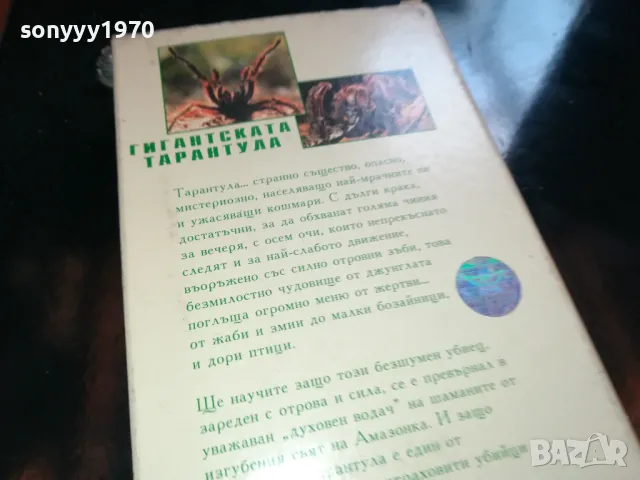 sonyyy1970
ГИГАНТСКАТА
ТАРАНТУЛА
Тарантула... странно същество, опасно,
мистериозно, населяващо най-мрачните ни
и ужасяващи кошмари. С дълги крака,
достатъчни, за да обхванат голяма чиния
за вечеря, с осем очи, които непрекъснато
следят и за най-слабото движение,
въоръжено със силно отровни зъби, това
безмилостно чудовище от джунглата
поглъща огромно меню от жертви...
от жаби и змии до малки бозайници,
и дори птици.
Ще научите защо този безшумен убиец,
зареден с отрова и сила, се е превърнал в
уважаван „духовен водач" на шаманите от
изгубения свят на Амазонка. И защо
е един от
убийци
BAZAR
bg